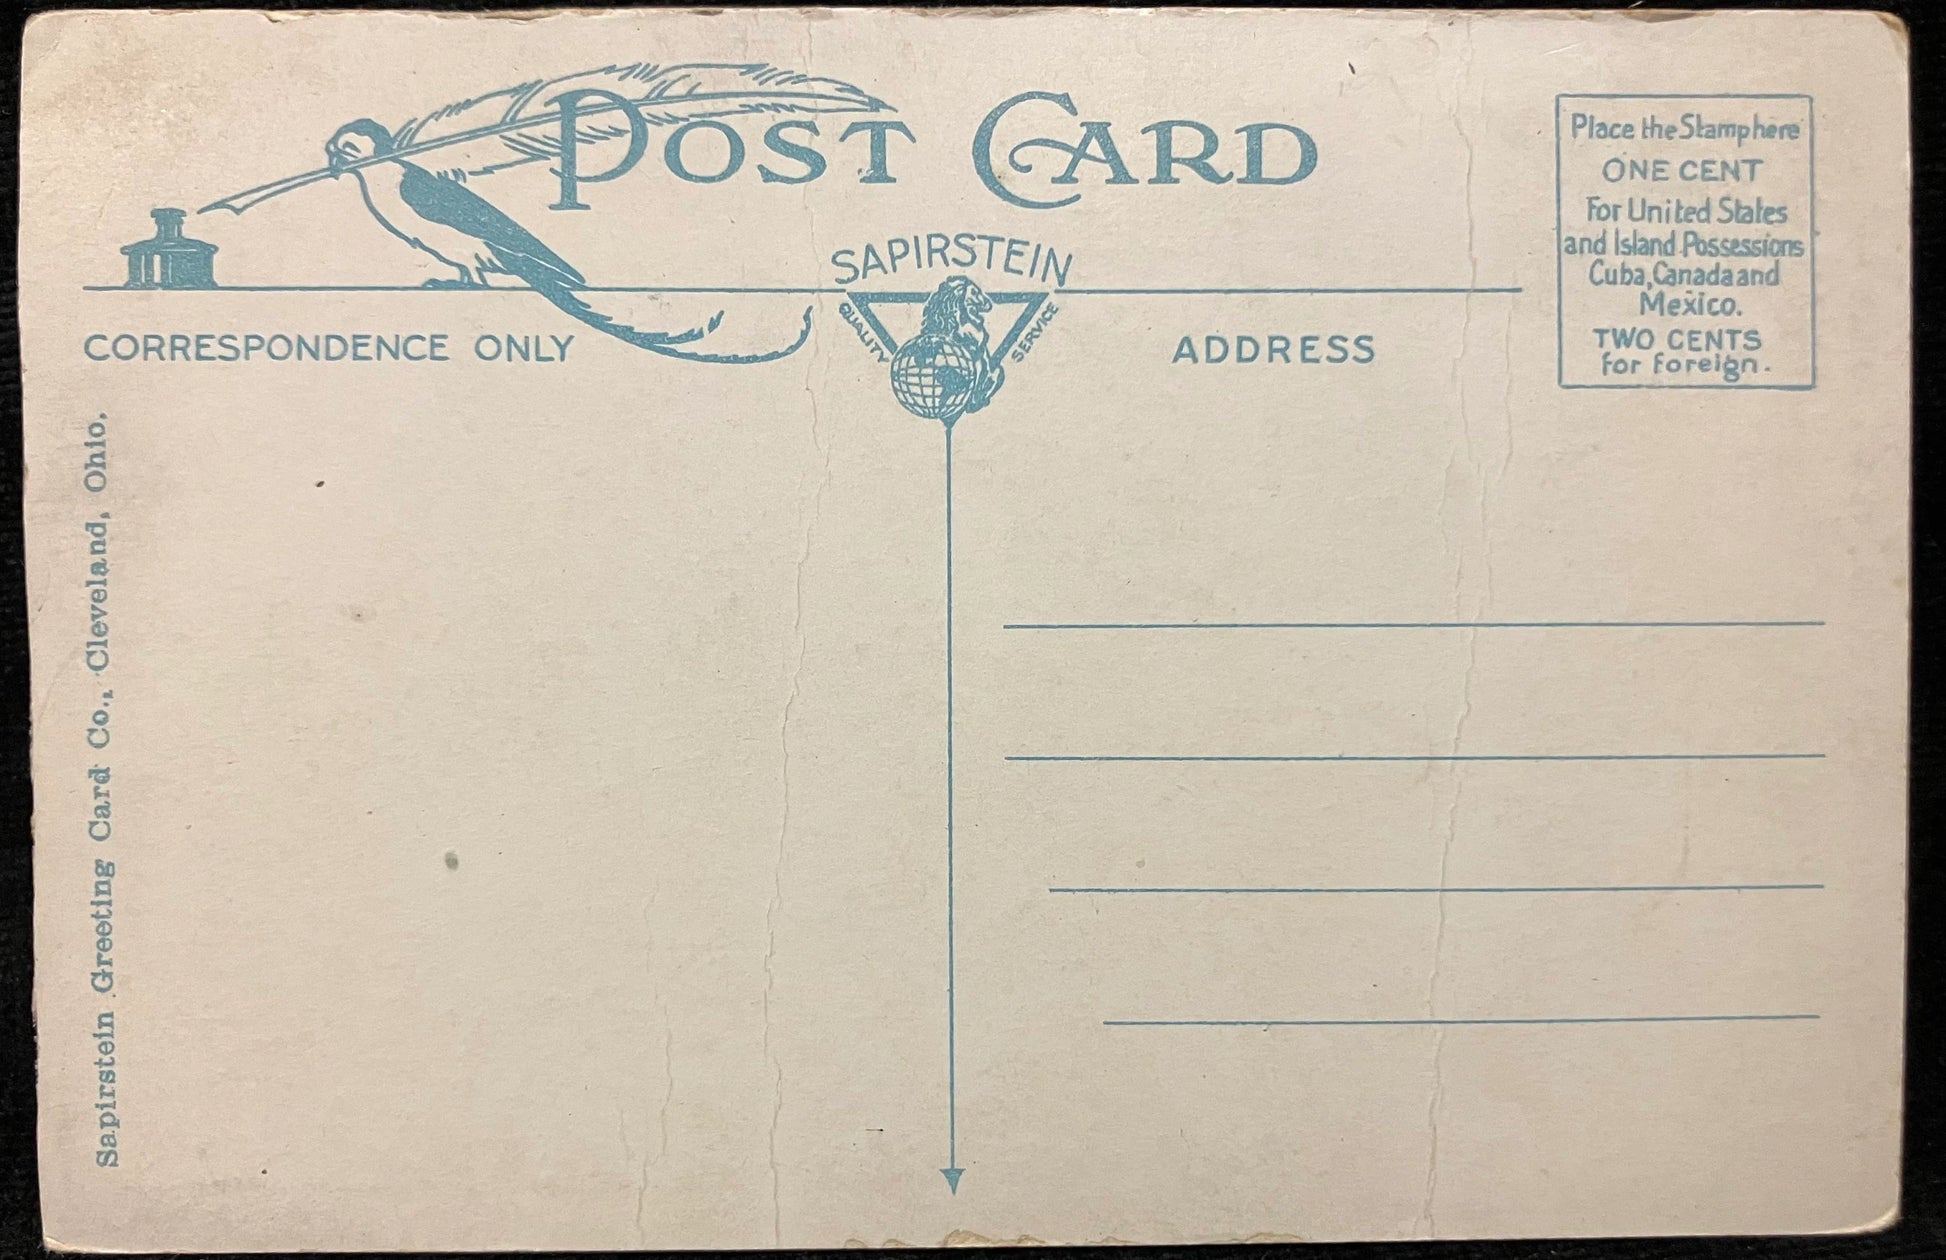 POST CARD
SAPIRSTEIN
QUALITY SERVICE
CORRESPONDENCE ONLY
ADDRESS
Place the Stamp here
ONE CENT
For United States
and Island Possessions
Cuba, Canada and
Mexico.
TWO CENTS
for Foreign.
Sapirstein Greeting Card Co., Cleveland, Ohio.